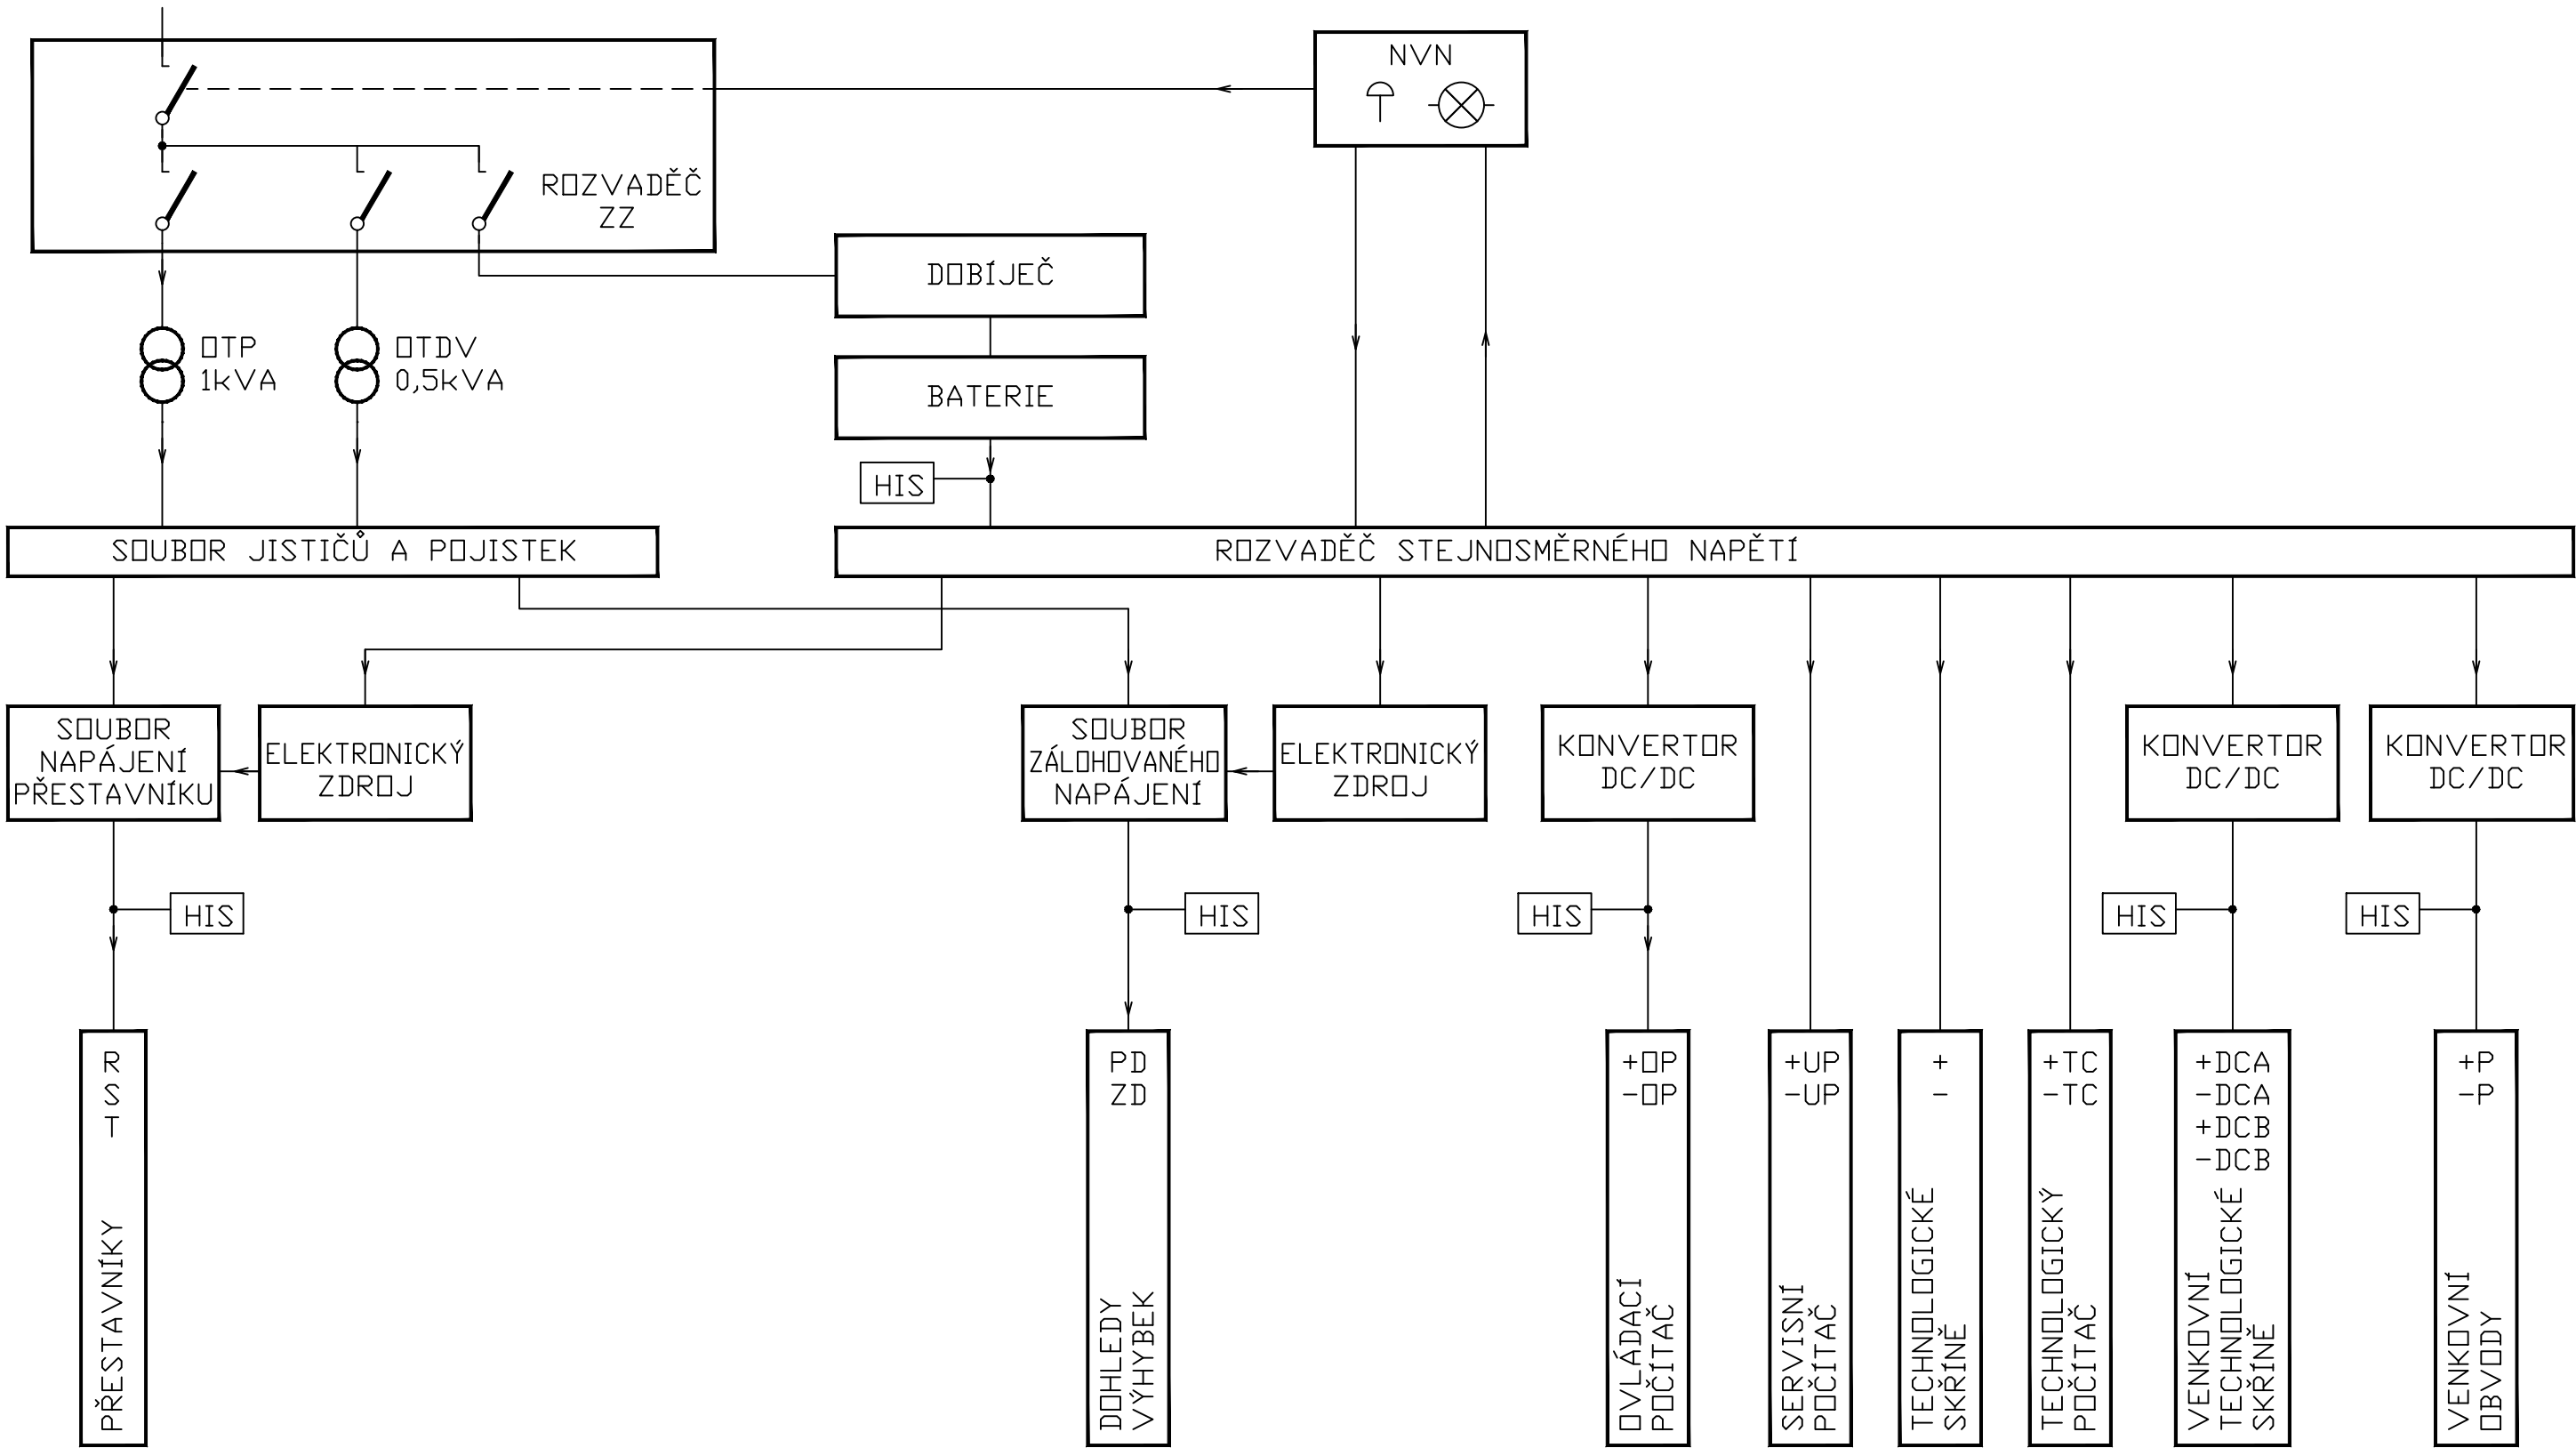 NVN
ROZVADĚČ
ZZ
DOBÍJEČ
OTP
1kVA
OTDV
0,5kVA
BATERIE
HIS
SOUBOR JISTIČŮ A POJISTEK
ROZVADĚČ STEJNOSMĚRNÉHO NAPĚTÍ
SOUBOR
NAPÁJENÍ
PŘESTAVNÍKU
ELEKTRONICKÝ
ZDROJ
SOUBOR
ZÁLOHOVANÉHO
NAPÁJENÍ
ELEKTRONICKÝ
ZDROJ
KONVERTOR
DC/DC
KONVERTOR
DC/DC
KONVERTOR
DC/DC
HIS
HIS
HIS
HIS
HIS
R
S
T
PŘESTAVNÍKY
PD
ZD
DOHLEDY
VÝHYBEK
+OP
-OP
OVLÁDACÍ
POČÍTAČ
+UP
-UP
SERVISNÍ
POČÍTAČ
+
-
TECHNOLOGICKÉ
SKŘÍNĚ
+TC
-TC
TECHNOLOGICKÝ
POČÍTAČ
+DCA
-DCA
+DCB
-DCB
VENKOVNÍ
TECHNOLOGICKÉ
SKŘÍNĚ
+P
-P
VENKOVNÍ
OBVODY